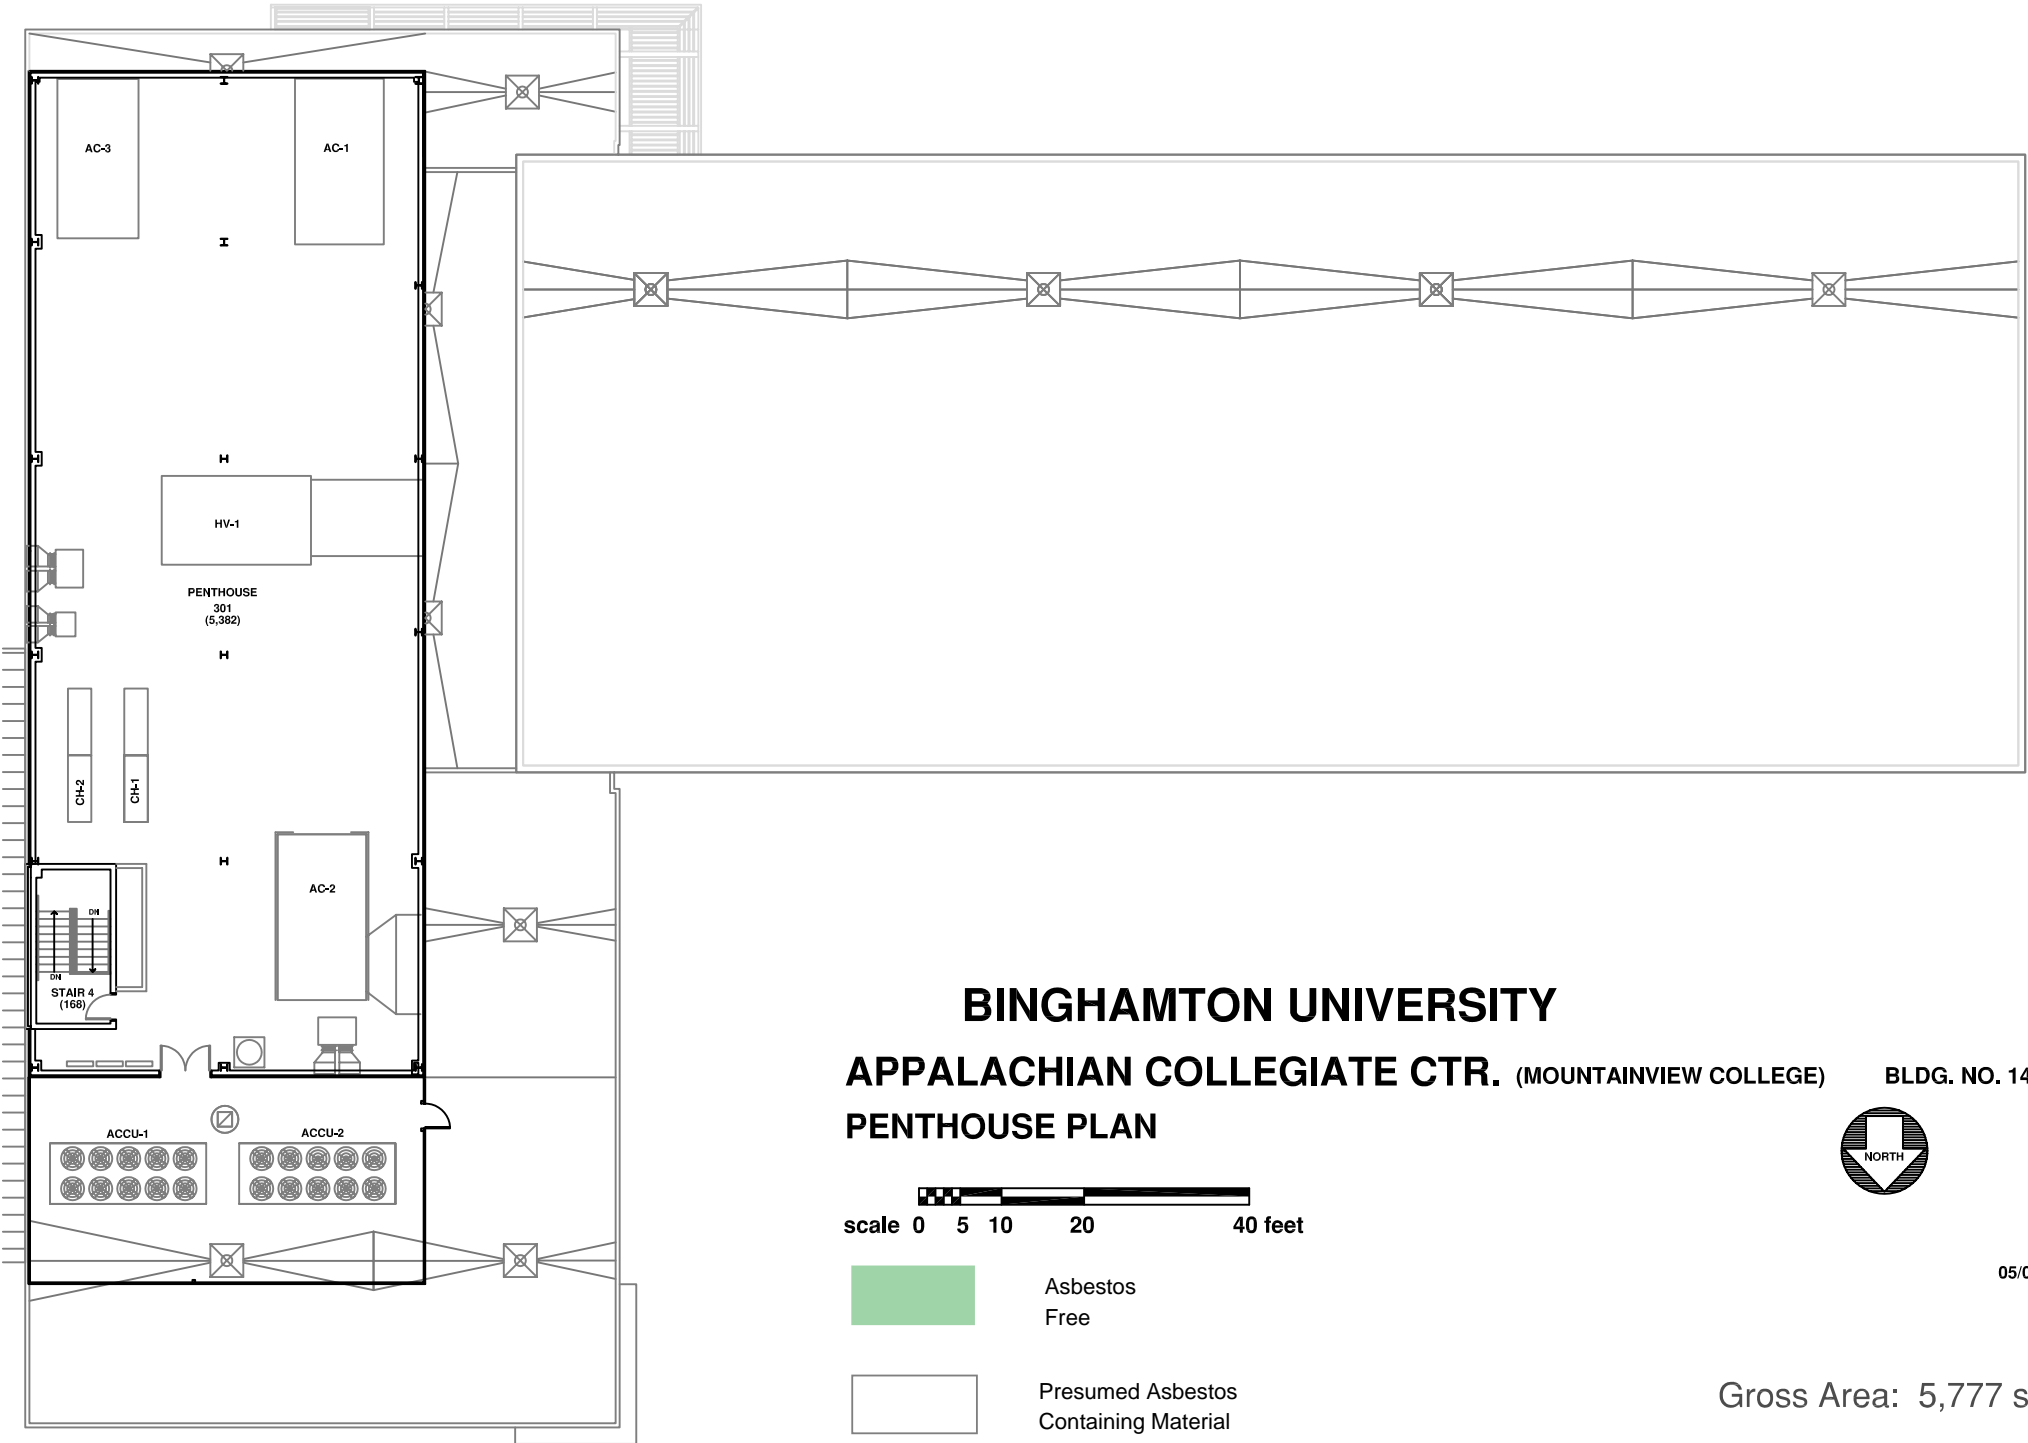 AC-3
AC-1
HV-1
PENTHOUSE
301
(5,382)
CH-2
CH-1
AC-2
DN
DN
STAIR 4
(168)
ACCU-1
ACCU-2
BINGHAMTON UNIVERSITY
APPALACHIAN COLLEGIATE CTR. (MOUNTAINVIEW COLLEGE) BLDG. NO. 14
PENTHOUSE PLAN
NORTH
scale 0 5 10 20 40 feet
05/0
Asbestos
Free
Presumed Asbestos
Containing Material
Gross Area: 5,777 s